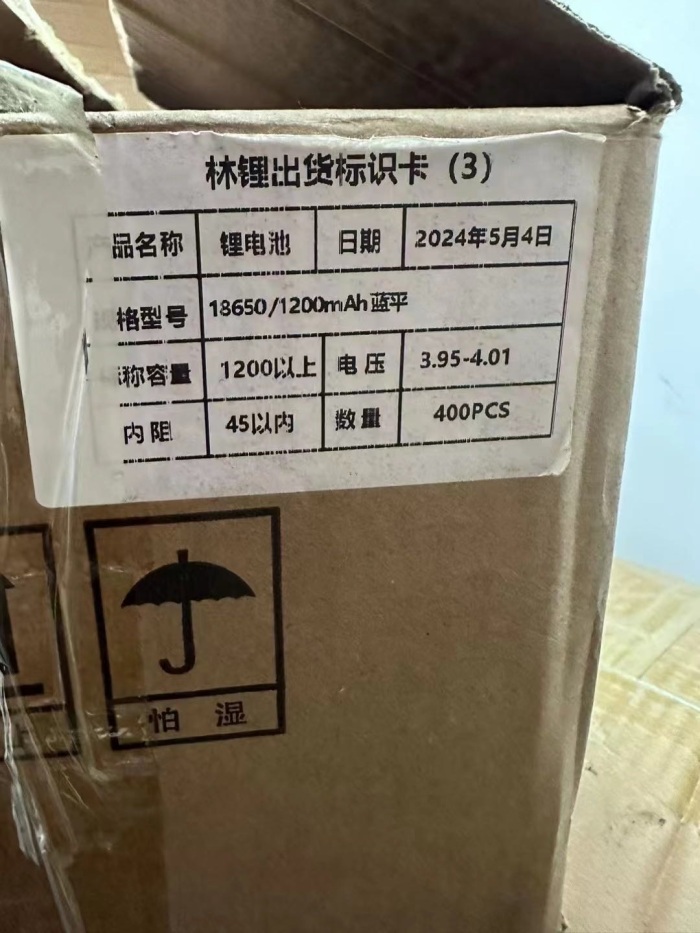 林锂出货标识卡（3）
产品名称 锂电池 日期 2024年5月4日
规格型号 18650/1200mAh蓝平
标称容量 1200以上 电压 3.95-4.01
内阻 45以内 数量 400PCS
怕湿